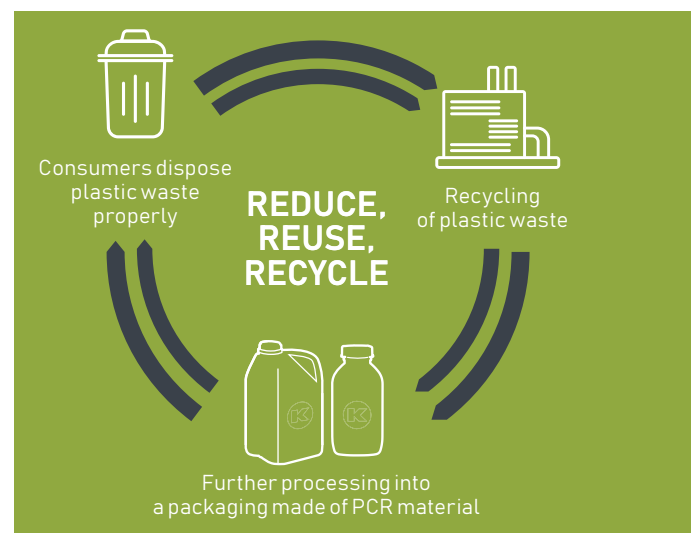 Consumers dispose
plastic waste
properly
Recycling
of plastic waste
REDUCE,
REUSE,
RECYCLE
K
K
Further processing into
a packaging made of PCR material